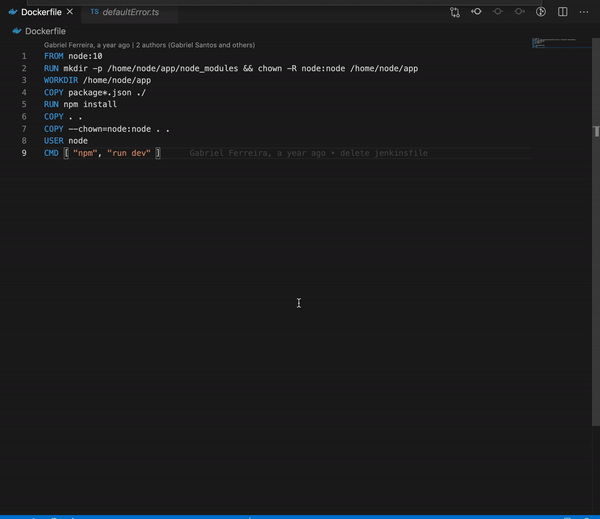 Dockerfile
TS defaultError.ts
Dockerfile
Gabriel Ferreira, a year ago | 2 authors (Gabriel Santos and others)
1 FROM node:10
2 RUN mkdir -p /home/node/app/node_modules && chown -R node:node /home/node/app
3 WORKDIR /home/node/app
4 COPY package*.json ./
5 RUN npm install
6 COPY . .
7 COPY --chown=node:node . .
8 USER node
9 CMD [ "npm", "run dev" ] Gabriel Ferreira, a year ago • delete jenkinsfile